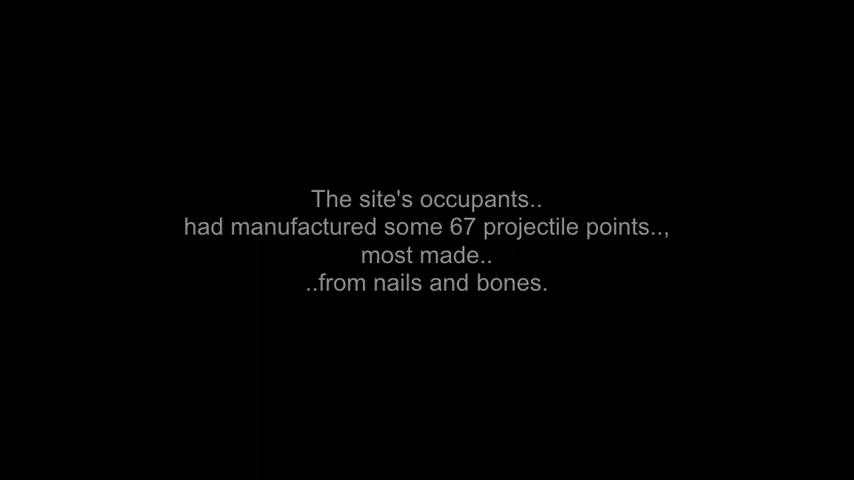 The site's occupants..
had manufactured some 67 projectile points..,
most made..
..from nails and bones.